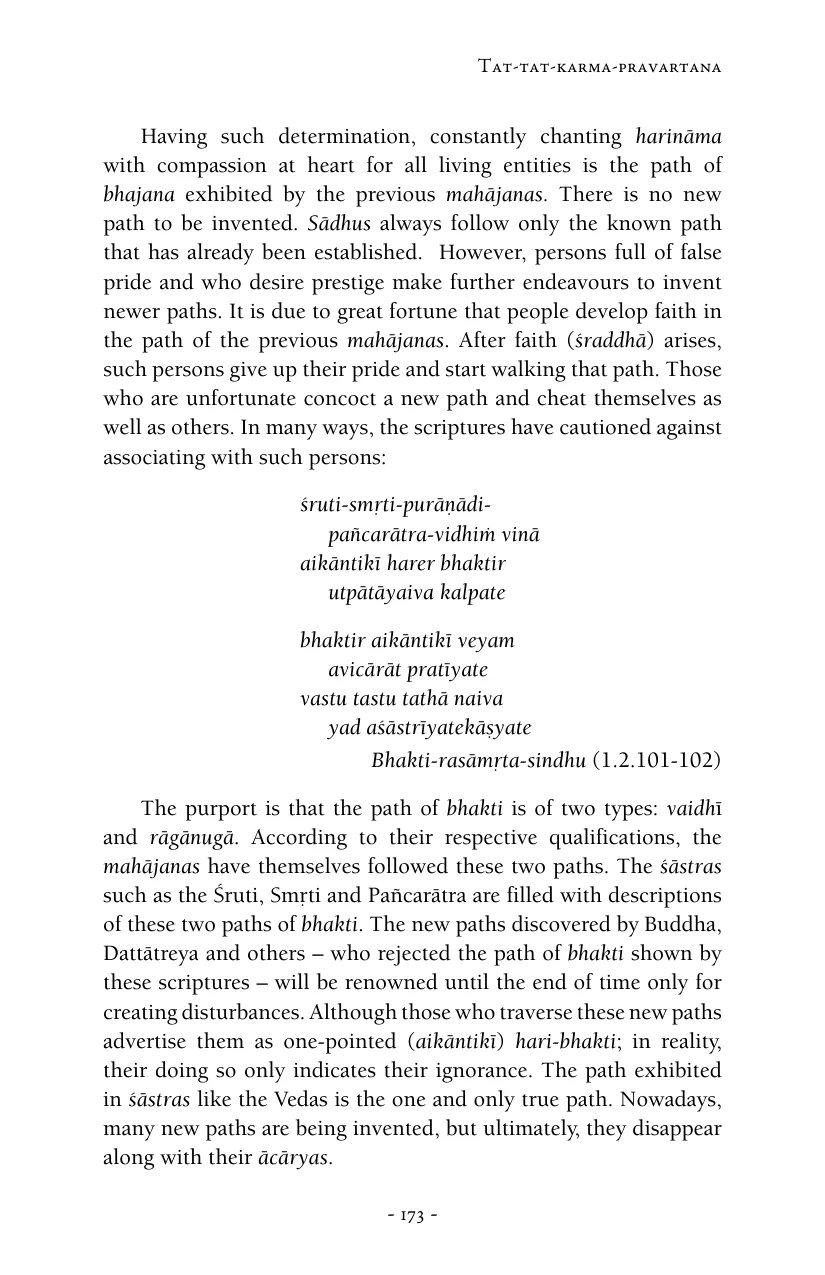 Tat-tat-karma-pravartana
Having such determination, constantly chanting harināma
with compassion at heart for all living entities is the path of
bhajana exhibited by the previous mahājanas. There is no new
path to be invented. Sādhus always follow only the known path
that has already been established.  However, persons full of false
pride and who desire prestige make further endeavours to invent
newer paths. It is due to great fortune that people develop faith in
the path of the previous mahājanas. After faith (śraddhā) arises,
such persons give up their pride and start walking that path. Those
who are unfortunate concoct a new path and cheat themselves as
well as others. In many ways, the scriptures have cautioned against
associating with such persons:
śruti-smṛti-purāṇādi-
pañcarātra-vidhiṁ vinā
aikāntikī harer bhaktir
utpātāyaiva kalpate
bhaktir aikāntikī veyam
avicārāt pratīyate
vastu tastu tathā naiva
yad aśāstrīyatekāṣyate
Bhakti-rasāmṛta-sindhu (1.2.101-102)
The purport is that the path of bhakti is of two types: vaidhī
and rāgānugā. According to their respective qualifications, the
mahājanas have themselves followed these two paths. The śāstras
such as the Śruti, Smṛti and Pañcarātra are filled with descriptions
of these two paths of bhakti. The new paths discovered by Buddha,
Dattātreya and others – who rejected the path of bhakti shown by
these scriptures – will be renowned until the end of time only for
creating disturbances. Although those who traverse these new paths
advertise them as one-pointed (aikāntikī) hari-bhakti; in reality,
their doing so only indicates their ignorance. The path exhibited
in śāstras like the Vedas is the one and only true path. Nowadays,
many new paths are being invented, but ultimately, they disappear
along with their ācāryas.
- 173 -